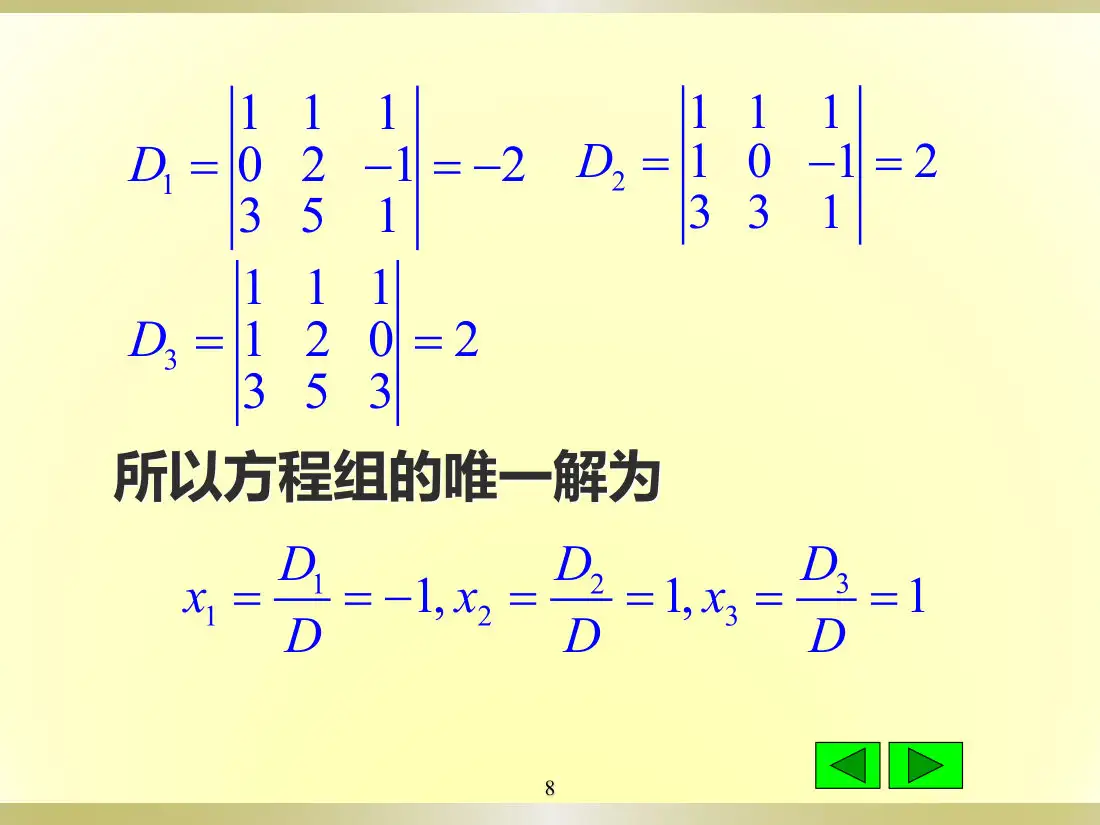 D₁ = |1 1 1; 0 2 −1; 3 5 1| = −2 D₂ = |1 1 1; 1 0 −1; 3 3 1| = 2
D₃ = |1 1 1; 1 2 0; 3 5 3| = 2
所以方程组的唯一解为
x₁ = D₁/D = −1, x₂ = D₂/D = 1, x₃ = D₃/D = 1
8